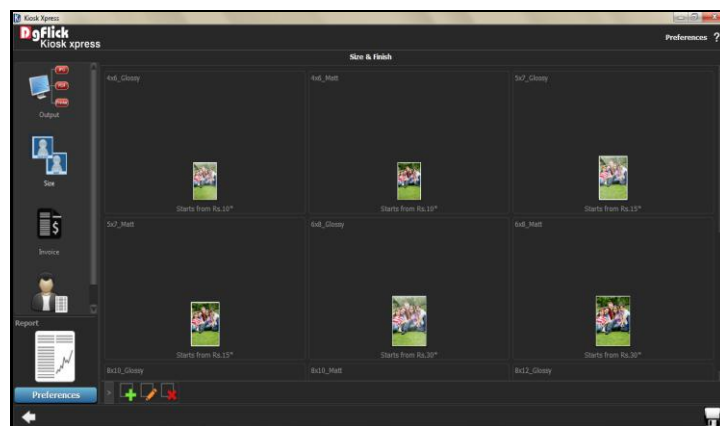 Kiosk Xpress
DgFlick
Kiosk xpress
Preferences ?
Size & Finish
Output
Size
Invoice
Report
Preferences
4x6_Glossy
4x6_Matt
5x7_Glossy
Starts from Rs.10*
Starts from Rs.10*
Starts from Rs.15*
5x7_Matt
6x8_Glossy
6x8_Matt
Starts from Rs.15*
Starts from Rs.30*
Starts from Rs.30*
8x10_Glossy
8x10_Matt
8x12_Glossy